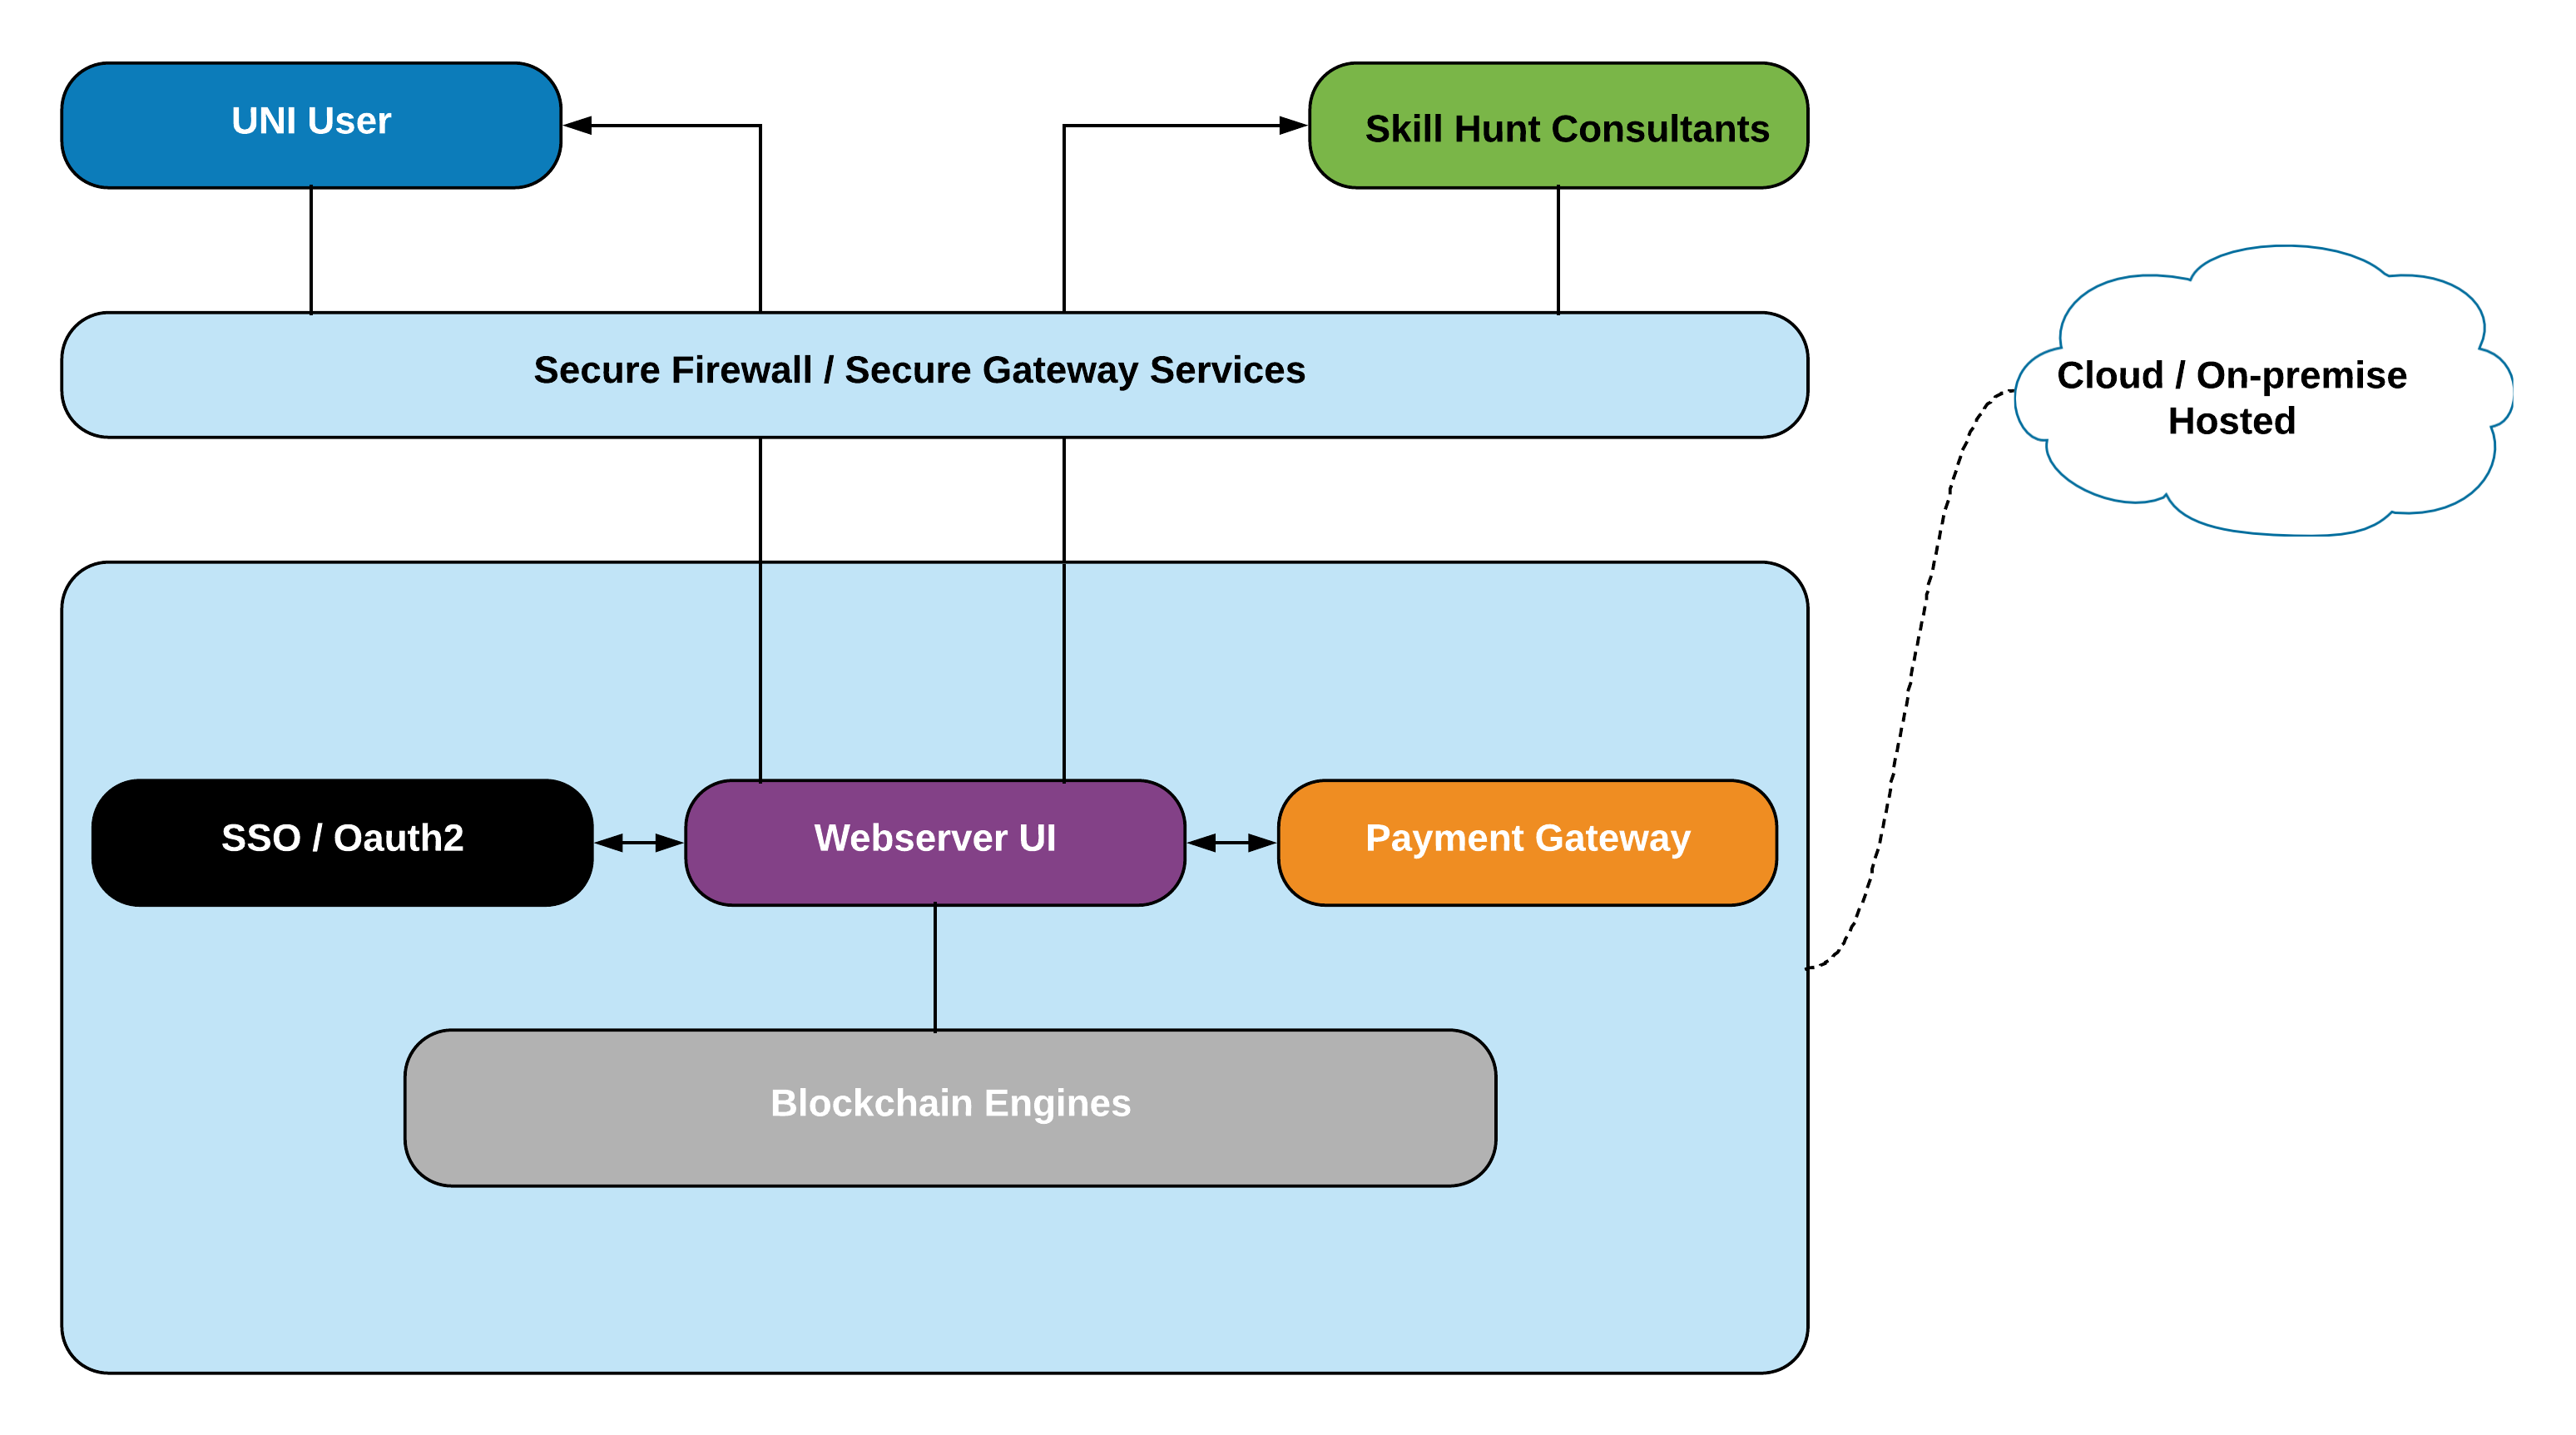 UNI User
Skill Hunt Consultants
Secure Firewall / Secure Gateway Services
Cloud / On-premise
Hosted
SSO / Oauth2
Webserver UI
Payment Gateway
Blockchain Engines